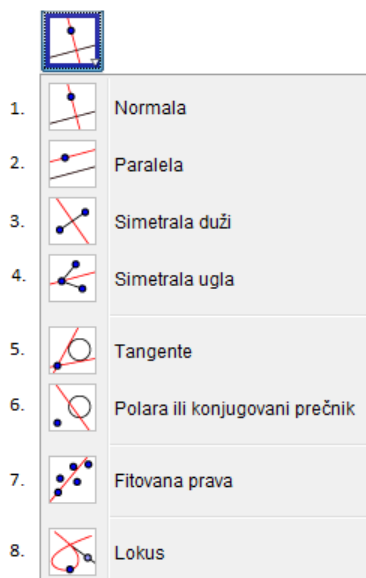 1. Normala
2. Paralela
3. Simetrala duži
4. Simetrala ugla
5. Tangente
6. Polara ili konjugovani prečnik
7. Fitovana prava
8. Lokus